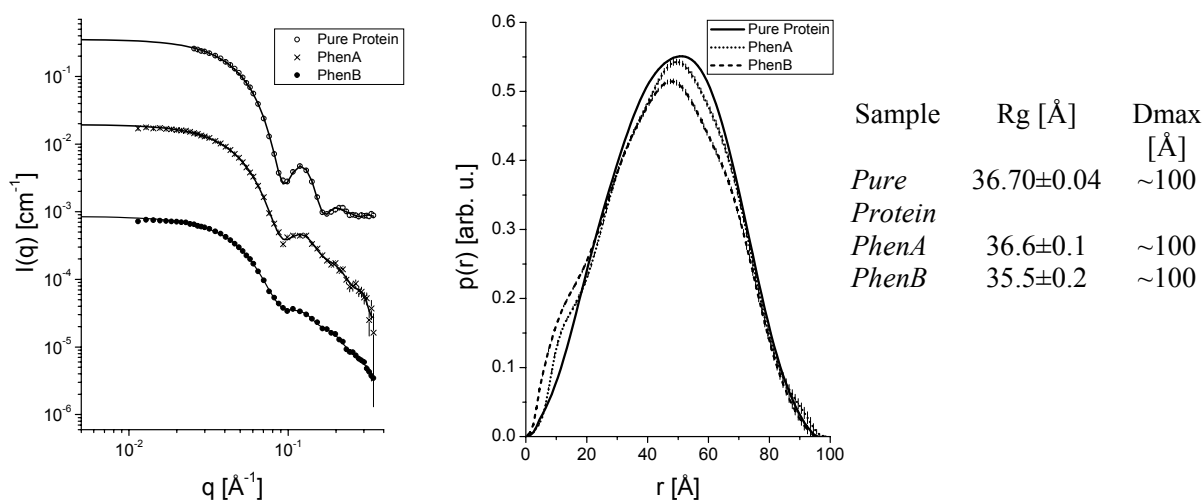 Pure Protein
PhenA
PhenB
10⁰
10⁻¹
10⁻²
10⁻³
10⁻⁴
10⁻⁵
10⁻⁶
I(q) [cm⁻¹]
10⁻²
10⁻¹
q [Å⁻¹]
Pure Protein
PhenA
PhenB
0.6
0.5
0.4
0.3
0.2
0.1
0.0
p(r) [arb. u.]
0 20 40 60 80 100
r [Å]
Sample Rg [Å] Dmax
[Å]
Pure 36.70±0.04 ~100
Protein
PhenA 36.6±0.1 ~100
PhenB 35.5±0.2 ~100